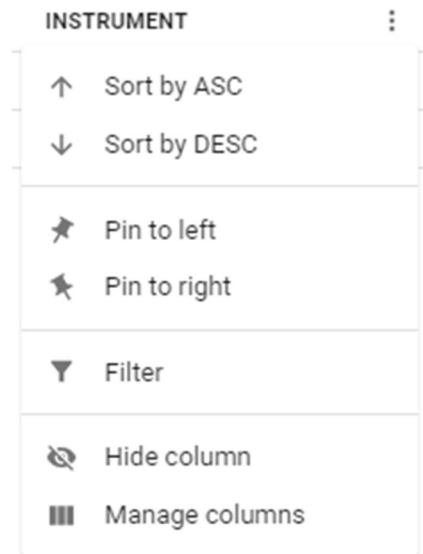 INSTRUMENT
Sort by ASC
Sort by DESC
Pin to left
Pin to right
Filter
Hide column
Manage columns